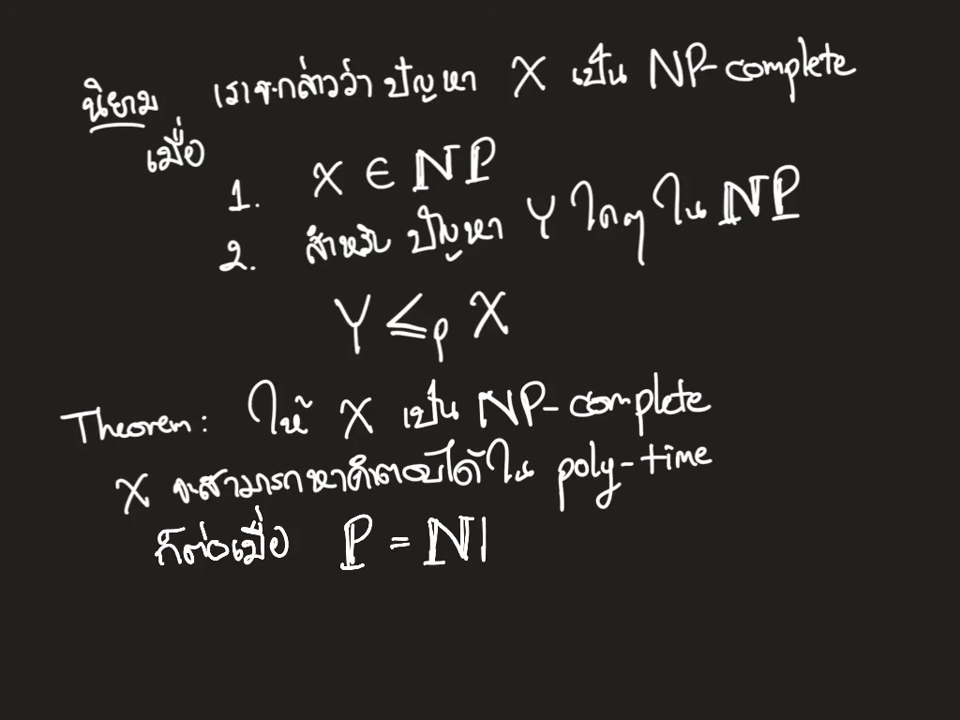 นิยาม เราจะกล่าวว่า ปัญหา X เป็น NP-complete
เมื่อ
1. X ∈ NP
2. สำหรับ ปัญหา Y ใดๆ ใน NP
Y ≤p X
Theorem: ให้ X เป็น NP-complete
X จะสามารถหาคำตอบได้ใน poly-time
ก็ต่อเมื่อ P = N|